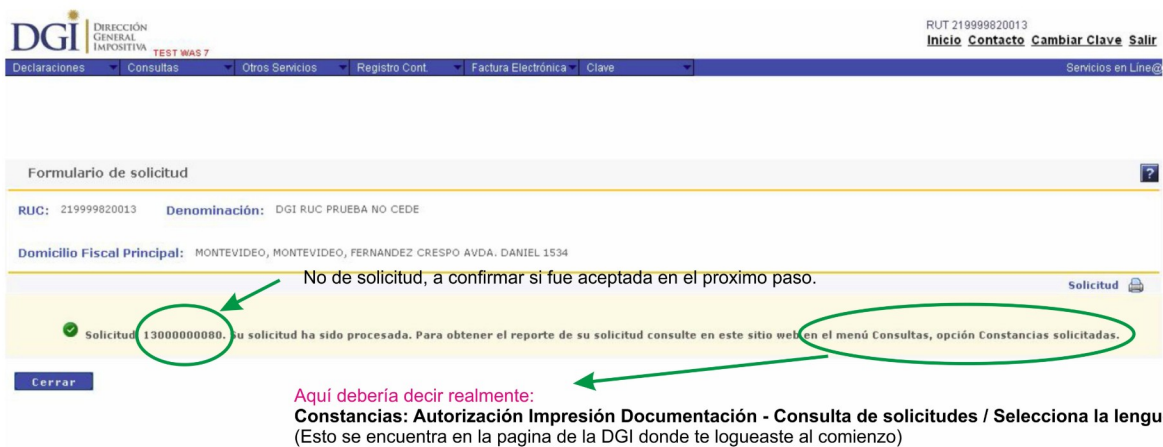 DGI DIRECCIÓN GENERAL IMPOSITIVA TEST WAS 7
RUT 219999820013
Inicio Contacto Cambiar Clave Salir
Declaraciones Consultas Otros Servicios Registro Cont. Factura Electrónica Clave Servicios en Líne@
Formulario de solicitud ?
RUC: 219999820013 Denominación: DGI RUC PRUEBA NO CEDE
Domicilio Fiscal Principal: MONTEVIDEO, MONTEVIDEO, FERNANDEZ CRESPO AVDA. DANIEL 1534
No de solicitud, a confirmar si fue aceptada en el proximo paso.
Solicitud
Solicitud 13000000080. Su solicitud ha sido procesada. Para obtener el reporte de su solicitud consulte en este sitio web en el menú Consultas, opción Constancias solicitadas.
Cerrar
Aquí debería decir realmente:
Constancias: Autorización Impresión Documentación - Consulta de solicitudes / Selecciona la lengu
(Esto se encuentra en la pagina de la DGI donde te logueaste al comienzo)